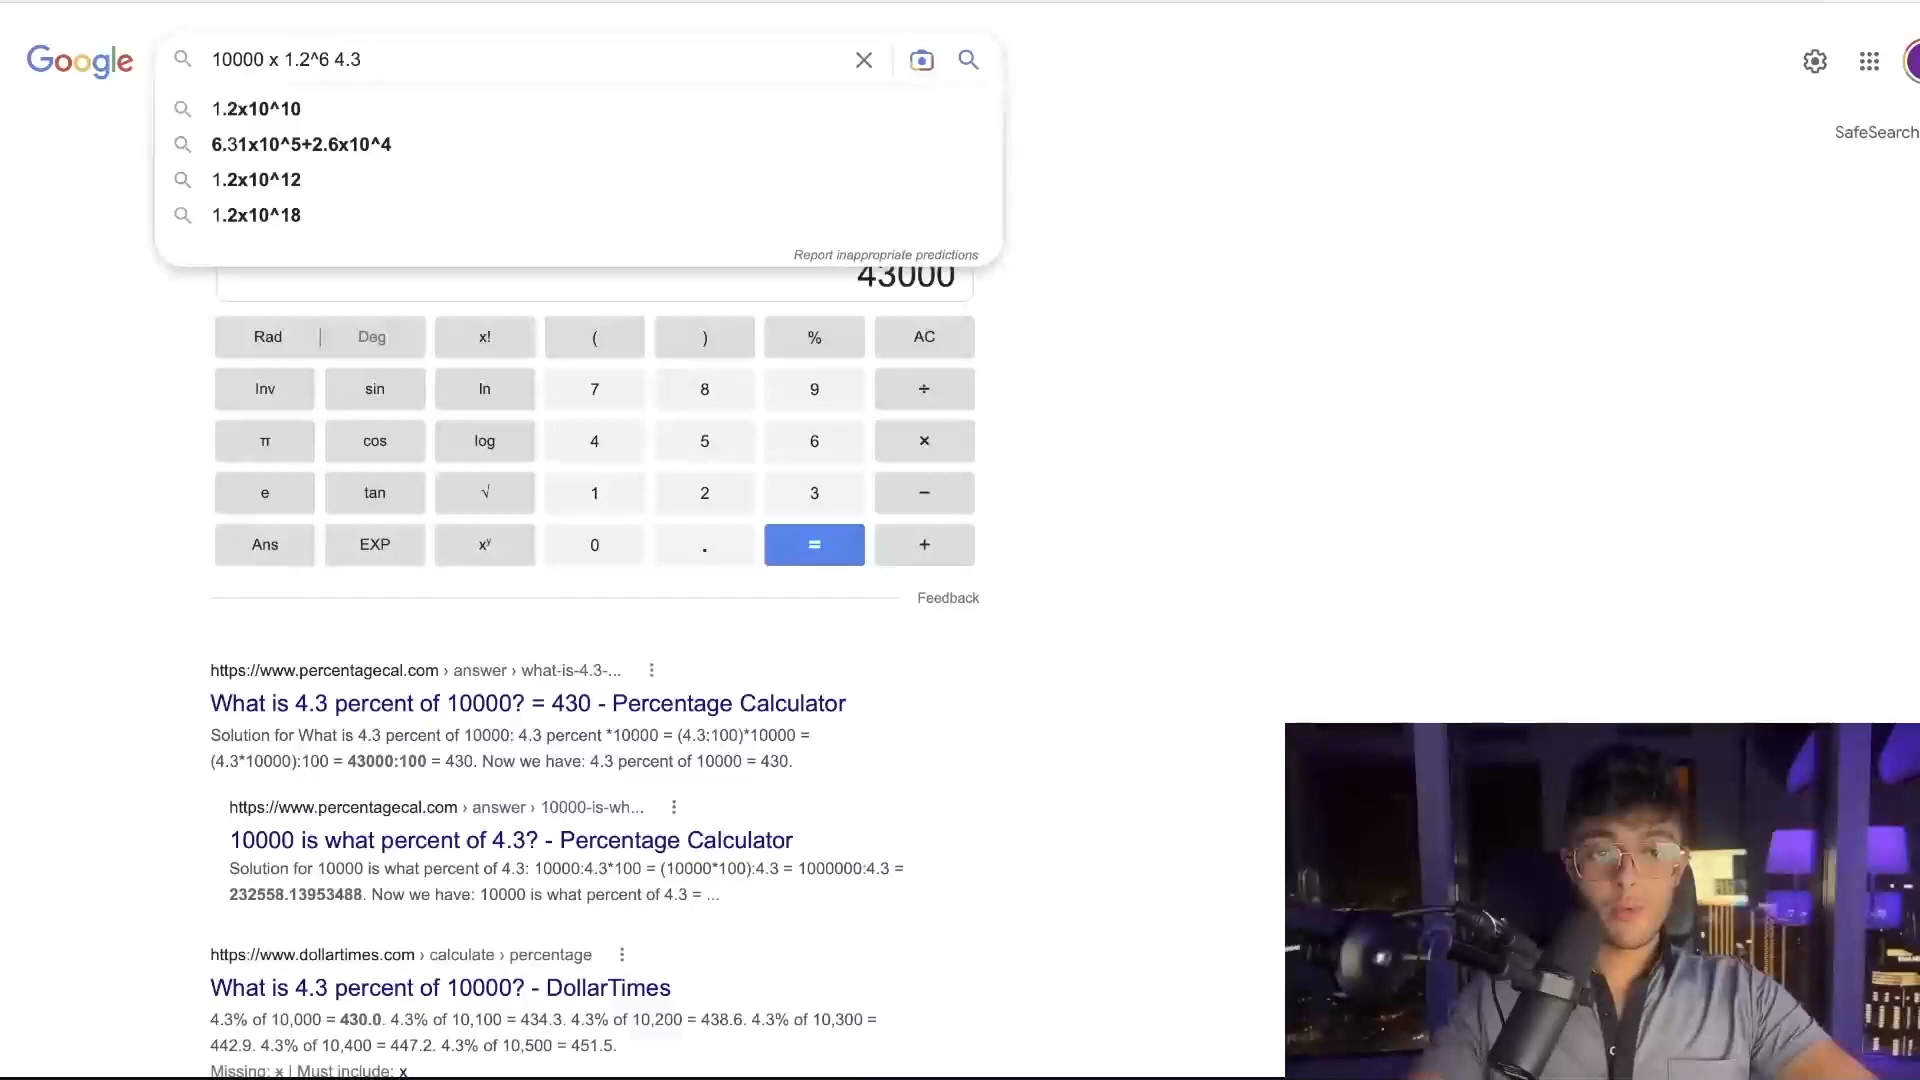 Google
10000 x 1.2^6 4.3
1.2x10^10
6.31x10^5+2.6x10^4
1.2x10^12
1.2x10^18
Report inappropriate predictions
SafeSearch
43000
Rad | Deg x! ( ) % AC
Inv sin ln 7 8 9 ÷
π cos log 4 5 6 ×
e tan √ 1 2 3 −
Ans EXP xʸ 0 . = +
Feedback
https://www.percentagecal.com › answer › what-is-4.3-...
What is 4.3 percent of 10000? = 430 - Percentage Calculator
Solution for What is 4.3 percent of 10000: 4.3 percent *10000 = (4.3:100)*10000 =
(4.3*10000):100 = 43000:100 = 430. Now we have: 4.3 percent of 10000 = 430.
https://www.percentagecal.com › answer › 10000-is-wh...
10000 is what percent of 4.3? - Percentage Calculator
Solution for 10000 is what percent of 4.3: 10000:4.3*100 = (10000*100):4.3 = 1000000:4.3 =
232558.13953488. Now we have: 10000 is what percent of 4.3 = ...
https://www.dollartimes.com › calculate › percentage
What is 4.3 percent of 10000? - DollarTimes
4.3% of 10,000 = 430.0. 4.3% of 10,100 = 434.3. 4.3% of 10,200 = 438.6. 4.3% of 10,300 =
442.9. 4.3% of 10,400 = 447.2. 4.3% of 10,500 = 451.5.
Missing: x | Must include: x